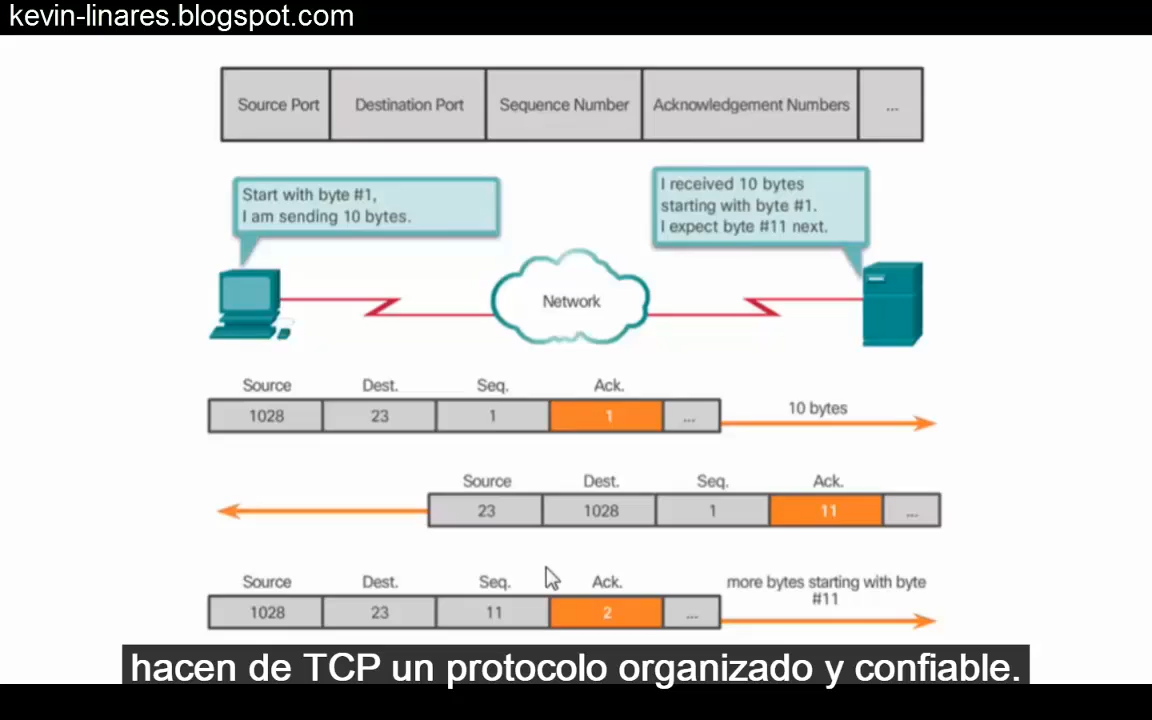 kevin-linares.blogspot.com
Source Port Destination Port Sequence Number Acknowledgement Numbers ...
Start with byte #1,
I am sending 10 bytes.
I received 10 bytes
starting with byte #1.
I expect byte #11 next.
Network
Source Dest. Seq. Ack.
1028 23 1 1 ... 10 bytes
Source Dest. Seq. Ack.
23 1028 1 11 ...
Source Dest. Seq. Ack. more bytes starting with byte
#11
1028 23 11 2 ...
hacen de TCP un protocolo organizado y confiable.